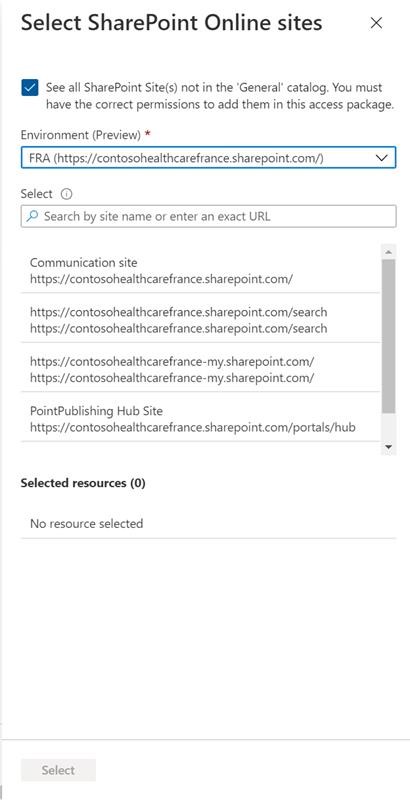 Select SharePoint Online sites
See all SharePoint Site(s) not in the 'General' catalog. You must
have the correct permissions to add them in this access package.
Environment (Preview) *
FRA (https://contosohealthcarefrance.sharepoint.com/)
Select
Search by site name or enter an exact URL
Communication site
https://contosohealthcarefrance.sharepoint.com/
https://contosohealthcarefrance.sharepoint.com/search
https://contosohealthcarefrance.sharepoint.com/search
https://contosohealthcarefrance-my.sharepoint.com/
https://contosohealthcarefrance-my.sharepoint.com/
PointPublishing Hub Site
https://contosohealthcarefrance.sharepoint.com/portals/hub
Selected resources (0)
No resource selected
Select